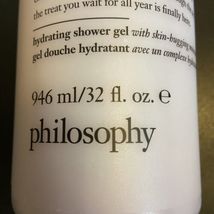 the treat you wait for all year is finally here
hydrating shower gel with skin-hugging
gel douche hydratant avec un complexe
946 ml/32 fl. oz. e
philosophy